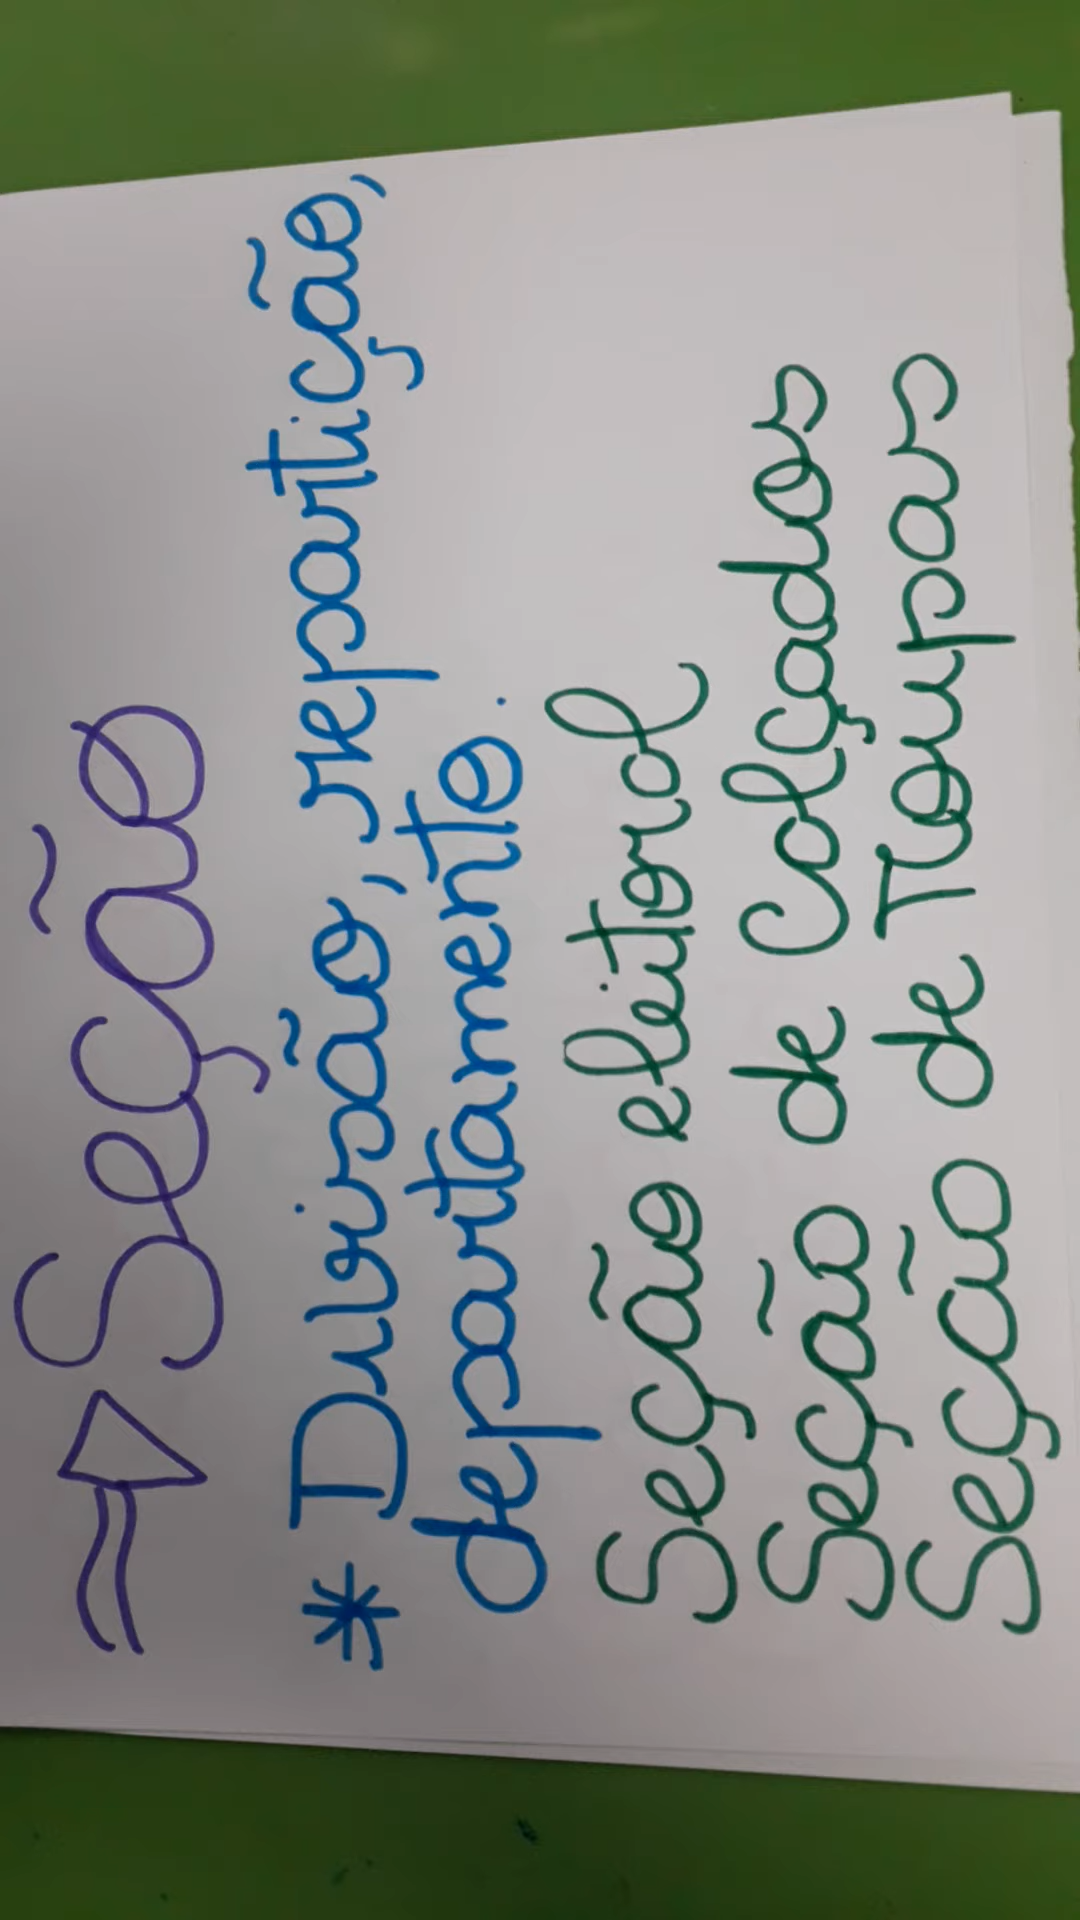 ⇒ Seção
* Divisão, repartição,
departamento.
Seção eleitoral
Seção de Calçados
Seção de Roupas